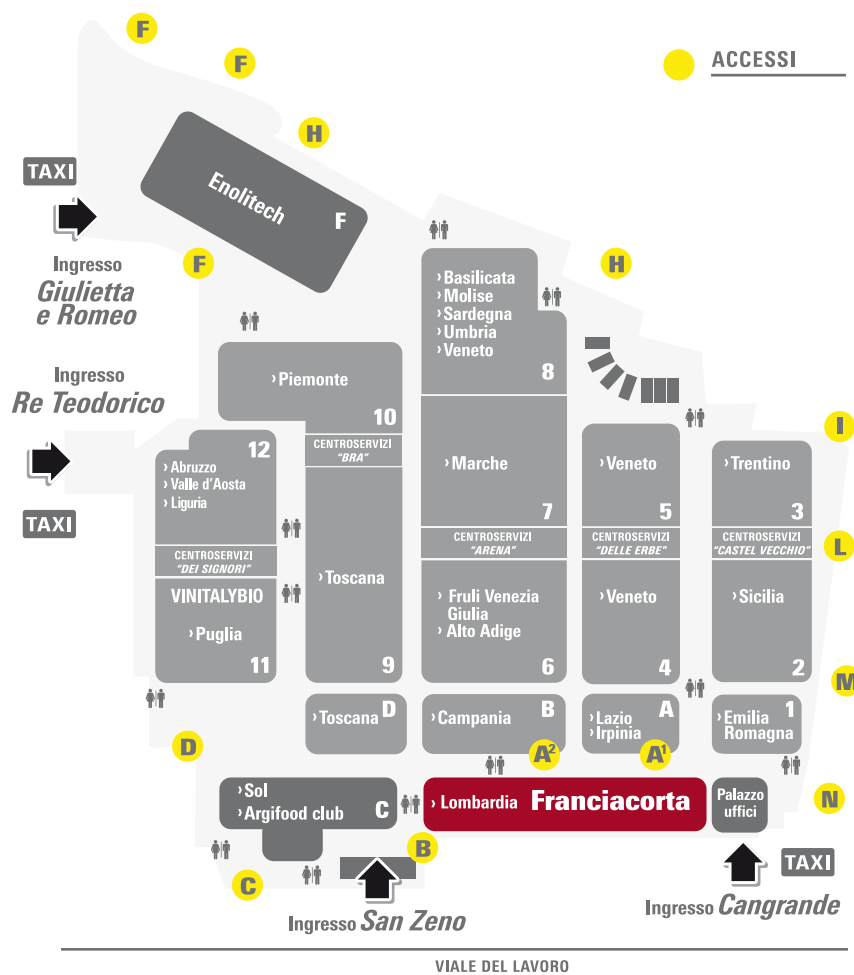 F
ACCESSI
F
H
TAXI
Enolitech
F
Ingresso
Giulietta
e Romeo
F
H
›Basilicata
›Molise
›Sardegna
›Umbria
›Veneto
8
Ingresso
Re Teodorico
›Piemonte
10
I
12
›Abruzzo
›Valle d'Aosta
›Liguria
CENTROSERVIZI
"BRA"
›Marche
7
›Veneto
5
›Trentino
3
TAXI
CENTROSERVIZI
"DEI SIGNORI"
CENTROSERVIZI
"ARENA"
CENTROSERVIZI
"DELLE ERBE"
CENTROSERVIZI
"CASTEL VECCHIO"
L
VINITALYBIO
›Puglia
11
›Toscana
9
› Fruli Venezia
Giulia
› Alto Adige
6
›Veneto
4
›Sicilia
2
M
›Toscana
D
›Campania
B
A
›Lazio
›Irpinia
1
›Emilia
Romagna
D
A²
A¹
›Sol
›Argifood club
C
› Lombardia Franciacorta
Palazzo
uffici
N
B
C
TAXI
Ingresso San Zeno
Ingresso Cangrande
VIALE DEL LAVORO